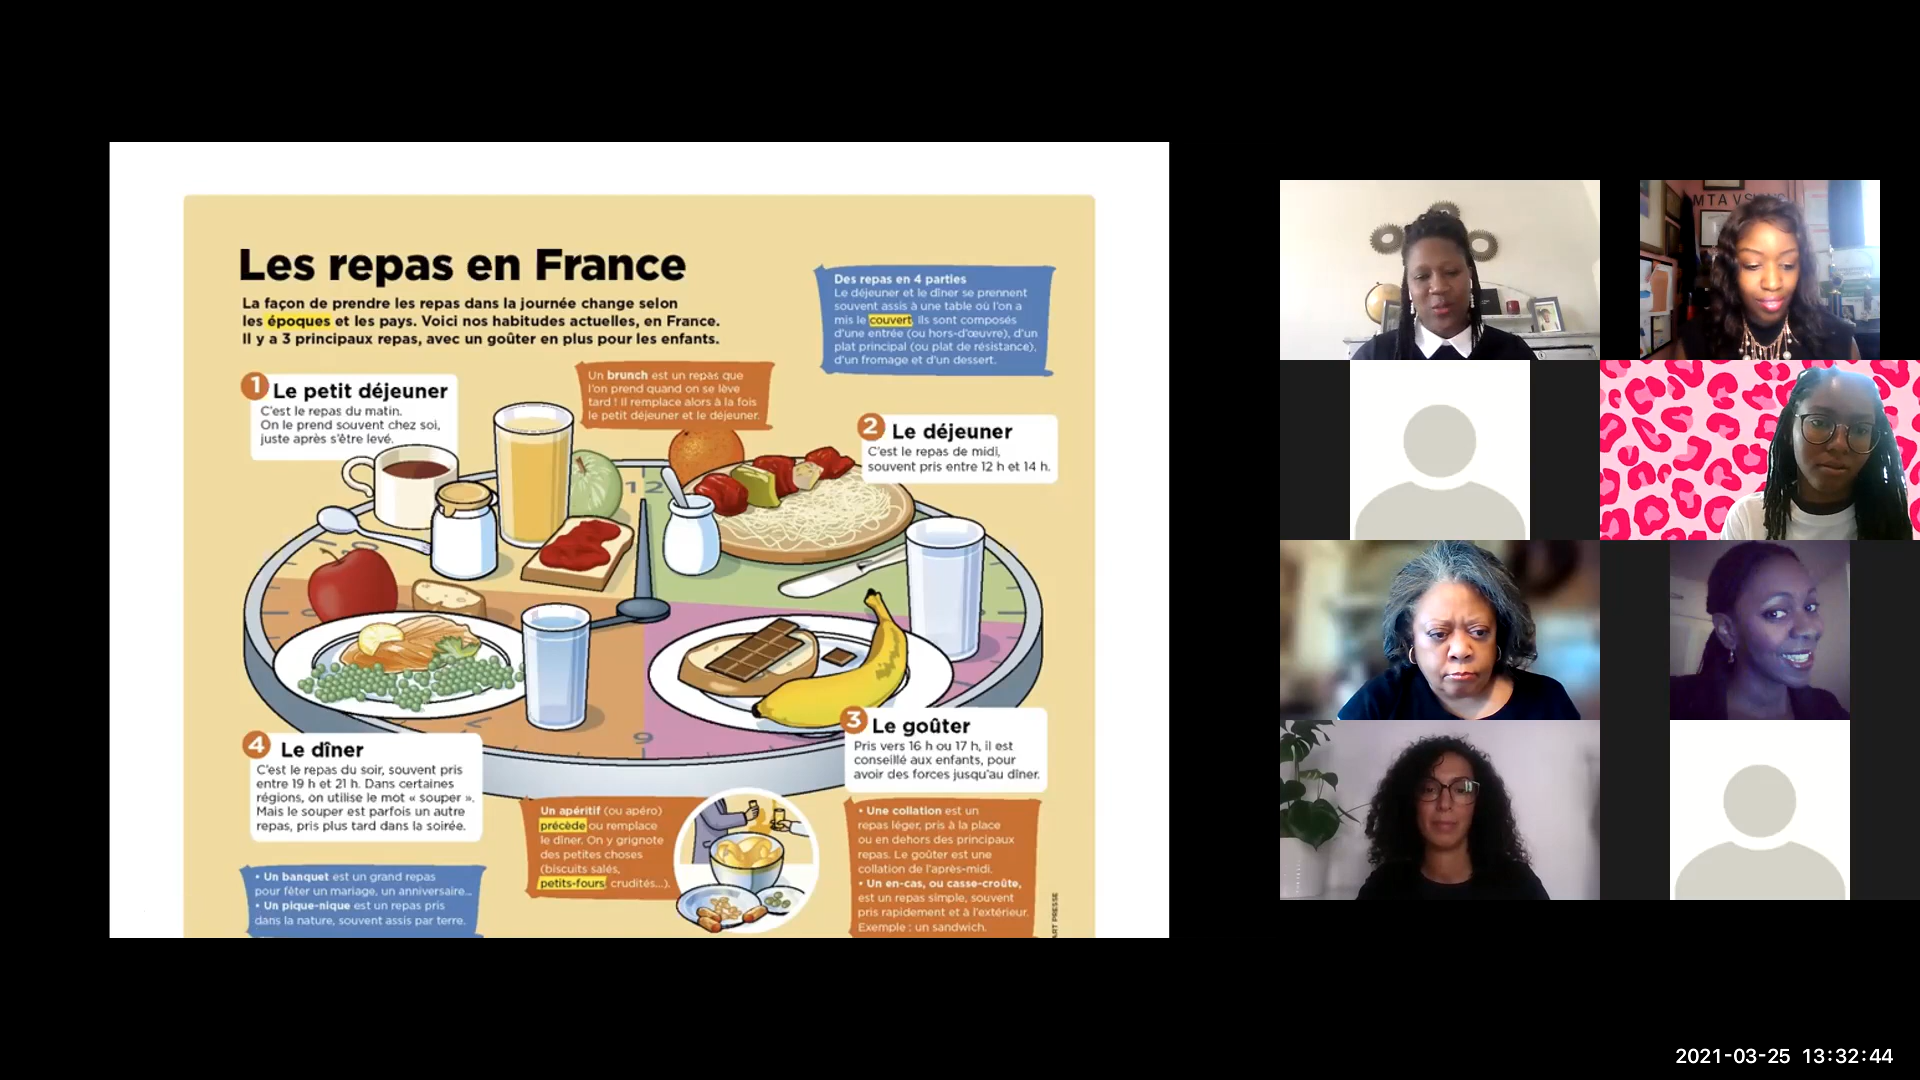 Les repas en France
La façon de prendre les repas dans la journée change selon
les époques et les pays. Voici nos habitudes actuelles, en France.
Il y a 3 principaux repas, avec un goûter en plus pour les enfants.
Des repas en 4 parties
Le déjeuner et le dîner se prennent
souvent assis à une table où l'on a
mis le couvert, ils sont composés
d'une entrée (ou hors-d'œuvre), d'un
plat principal (ou plat de résistance),
d'un fromage et d'un dessert.
1 Le petit déjeuner
C'est le repas du matin.
On le prend souvent chez soi,
juste après s'être levé.
Un brunch est un repas que
l'on prend quand on se lève
tard ! Il remplace alors à la fois
le petit déjeuner et le déjeuner.
2 Le déjeuner
C'est le repas de midi,
souvent pris entre 12 h et 14 h.
12
9
3 Le goûter
Pris vers 16 h ou 17 h, il est
conseillé aux enfants, pour
avoir des forces jusqu'au dîner.
4 Le dîner
C'est le repas du soir, souvent pris
entre 19 h et 21 h. Dans certaines
régions, on utilise le mot « souper ».
Mais le souper est parfois un autre
repas, pris plus tard dans la soirée.
Un apéritif (ou apéro)
précède ou remplace
le dîner. On y grignote
des petites choses
(biscuits salés,
petits-fours, crudités...).
• Une collation est un
repas léger, pris à la place
ou en dehors des principaux
repas. Le goûter est une
collation de l'après-midi.
• Un en-cas, ou casse-croûte,
est un repas simple, souvent
pris rapidement et à l'extérieur.
Exemple : un sandwich.
• Un banquet est un grand repas
pour fêter un mariage, un anniversaire...
• Un pique-nique est un repas pris
dans la nature, souvent assis par terre.
ART PRESSE
MTA
2021-03-25 13:32:44